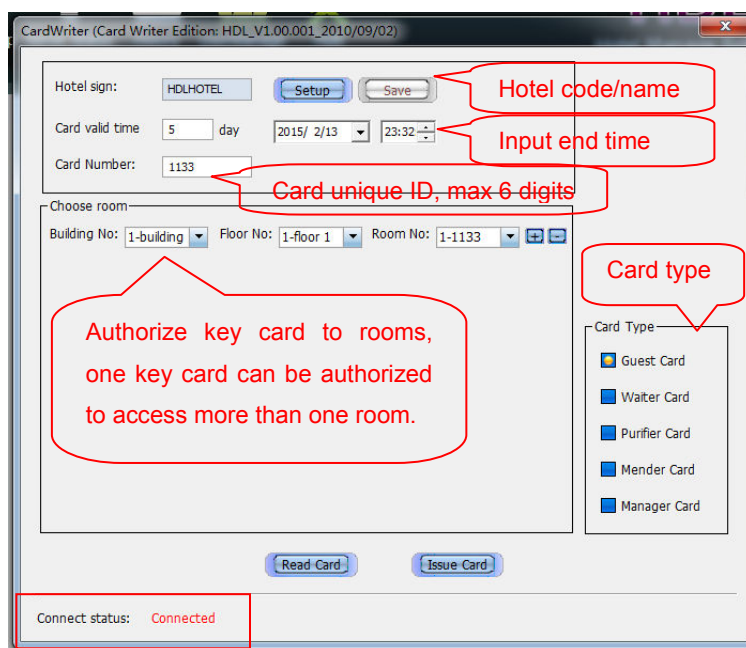 CardWriter (Card Writer Edition: HDL_V1.00.001_2010/09/02)
Hotel sign: HDLHOTEL Setup Save
Hotel code/name
Card valid time 5 day 2015/ 2/13 23:32
Input end time
Card Number: 1133
Card unique ID, max 6 digits
Choose room
Building No: 1-building Floor No: 1-floor 1 Room No: 1-1133
Card type
Authorize key card to rooms,
one key card can be authorized
to access more than one room.
Card Type
Guest Card
Waiter Card
Purifier Card
Mender Card
Manager Card
Read Card Issue Card
Connect status: Connected